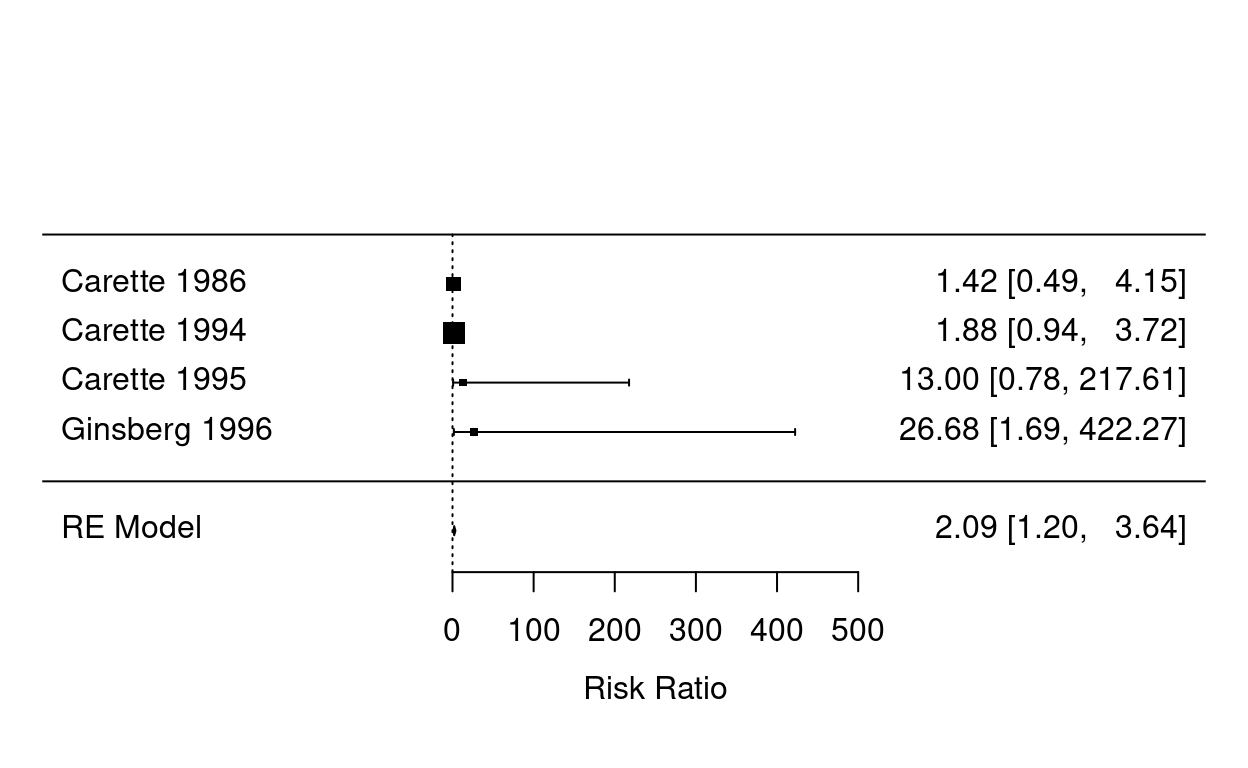 Carette 1986 1.42 [0.49, 4.15]
Carette 1994 1.88 [0.94, 3.72]
Carette 1995 13.00 [0.78, 217.61]
Ginsberg 1996 26.68 [1.69, 422.27]
RE Model 2.09 [1.20, 3.64]
0 100 200 300 400 500
Risk Ratio